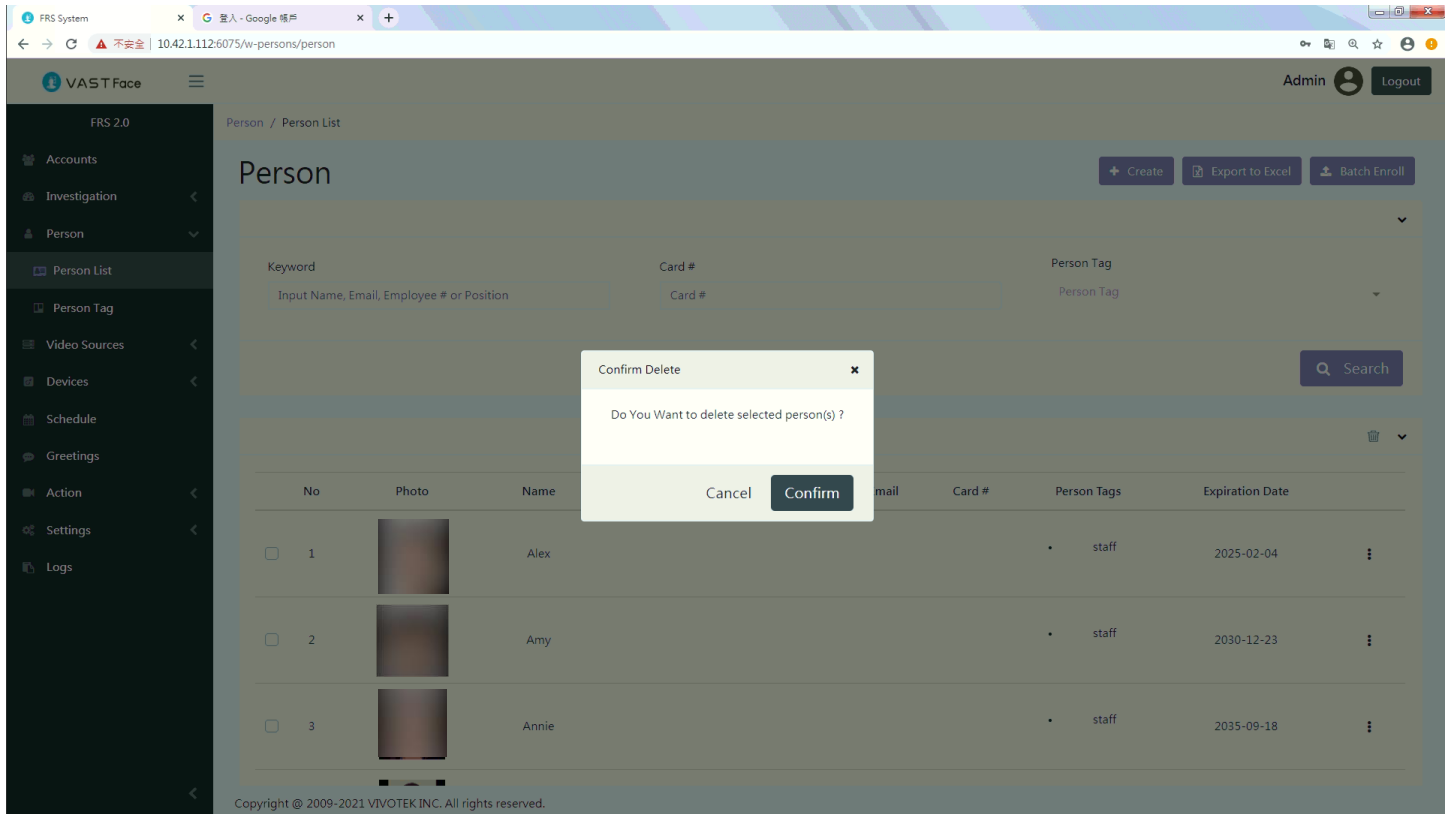 FRS System
登入 - Google 帳戶
不安全 10.42.1.112:6075/w-persons/person
VAST Face
Admin Logout
FRS 2.0
Accounts
Investigation
Person
Person List
Person Tag
Video Sources
Devices
Schedule
Greetings
Action
Settings
Logs
Person / Person List
Person
Create Export to Excel Batch Enroll
Keyword Card # Person Tag
Input Name, Email, Employee # or Position Card # Person Tag
Search
Confirm Delete
Do You Want to delete selected person(s) ?
Cancel Confirm
No Photo Name Card # Person Tags Expiration Date
1 Alex • staff 2025-02-04
2 Amy • staff 2030-12-23
3 Annie • staff 2035-09-18
Copyright @ 2009-2021 VIVOTEK INC. All rights reserved.